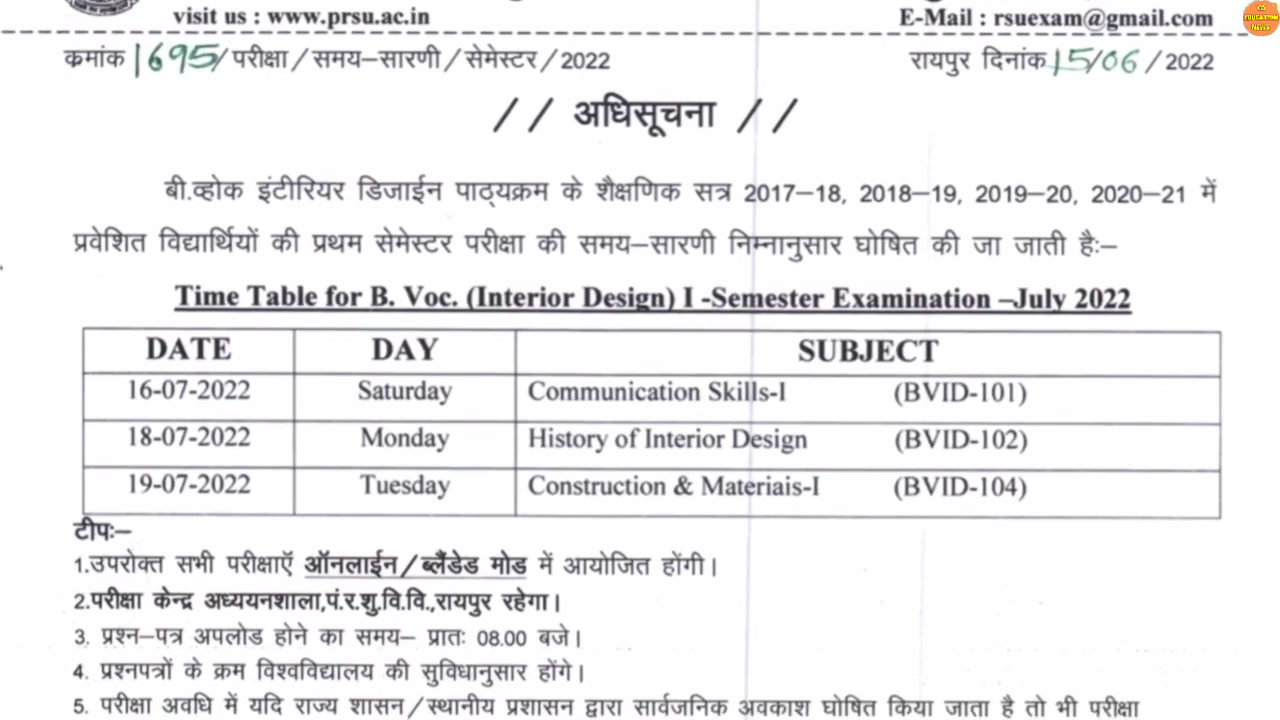 visit us : www.prsu.ac.in
E-Mail : rsuexam@gmail.com
CG EDUCATION NEWS
क्रमांक 1695/परीक्षा/समय–सारणी/सेमेस्टर/2022
रायपुर दिनांक 15/06/2022
// अधिसूचना //
बी.व्होक इंटीरियर डिजाईन पाठ्यक्रम के शैक्षणिक सत्र 2017–18, 2018–19, 2019–20, 2020–21 में
प्रवेशित विद्यार्थियों की प्रथम सेमेस्टर परीक्षा की समय–सारणी निम्नानुसार घोषित की जा जाती हैः–
Time Table for B. Voc. (Interior Design) I -Semester Examination –July 2022
DATE DAY SUBJECT
16-07-2022 Saturday Communication Skills-I (BVID-101)
18-07-2022 Monday History of Interior Design (BVID-102)
19-07-2022 Tuesday Construction & Materiais-I (BVID-104)
टीपः–
1.उपरोक्त सभी परीक्षाऍ ऑनलाईन/ब्लैंडेड मोड में आयोजित होंगी।
2.परीक्षा केन्द्र अध्ययनशाला,पं.र.शु.वि.वि.,रायपुर रहेगा।
3. प्रश्न–पत्र अपलोड होने का समय– प्रातः 08.00 बजे।
4. प्रश्नपत्रों के क्रम विश्वविद्यालय की सुविधानुसार होंगे।
5. परीक्षा अवधि में यदि राज्य शासन/स्थानीय प्रशासन द्वारा सार्वजनिक अवकाश घोषित किया जाता है तो भी परीक्षा